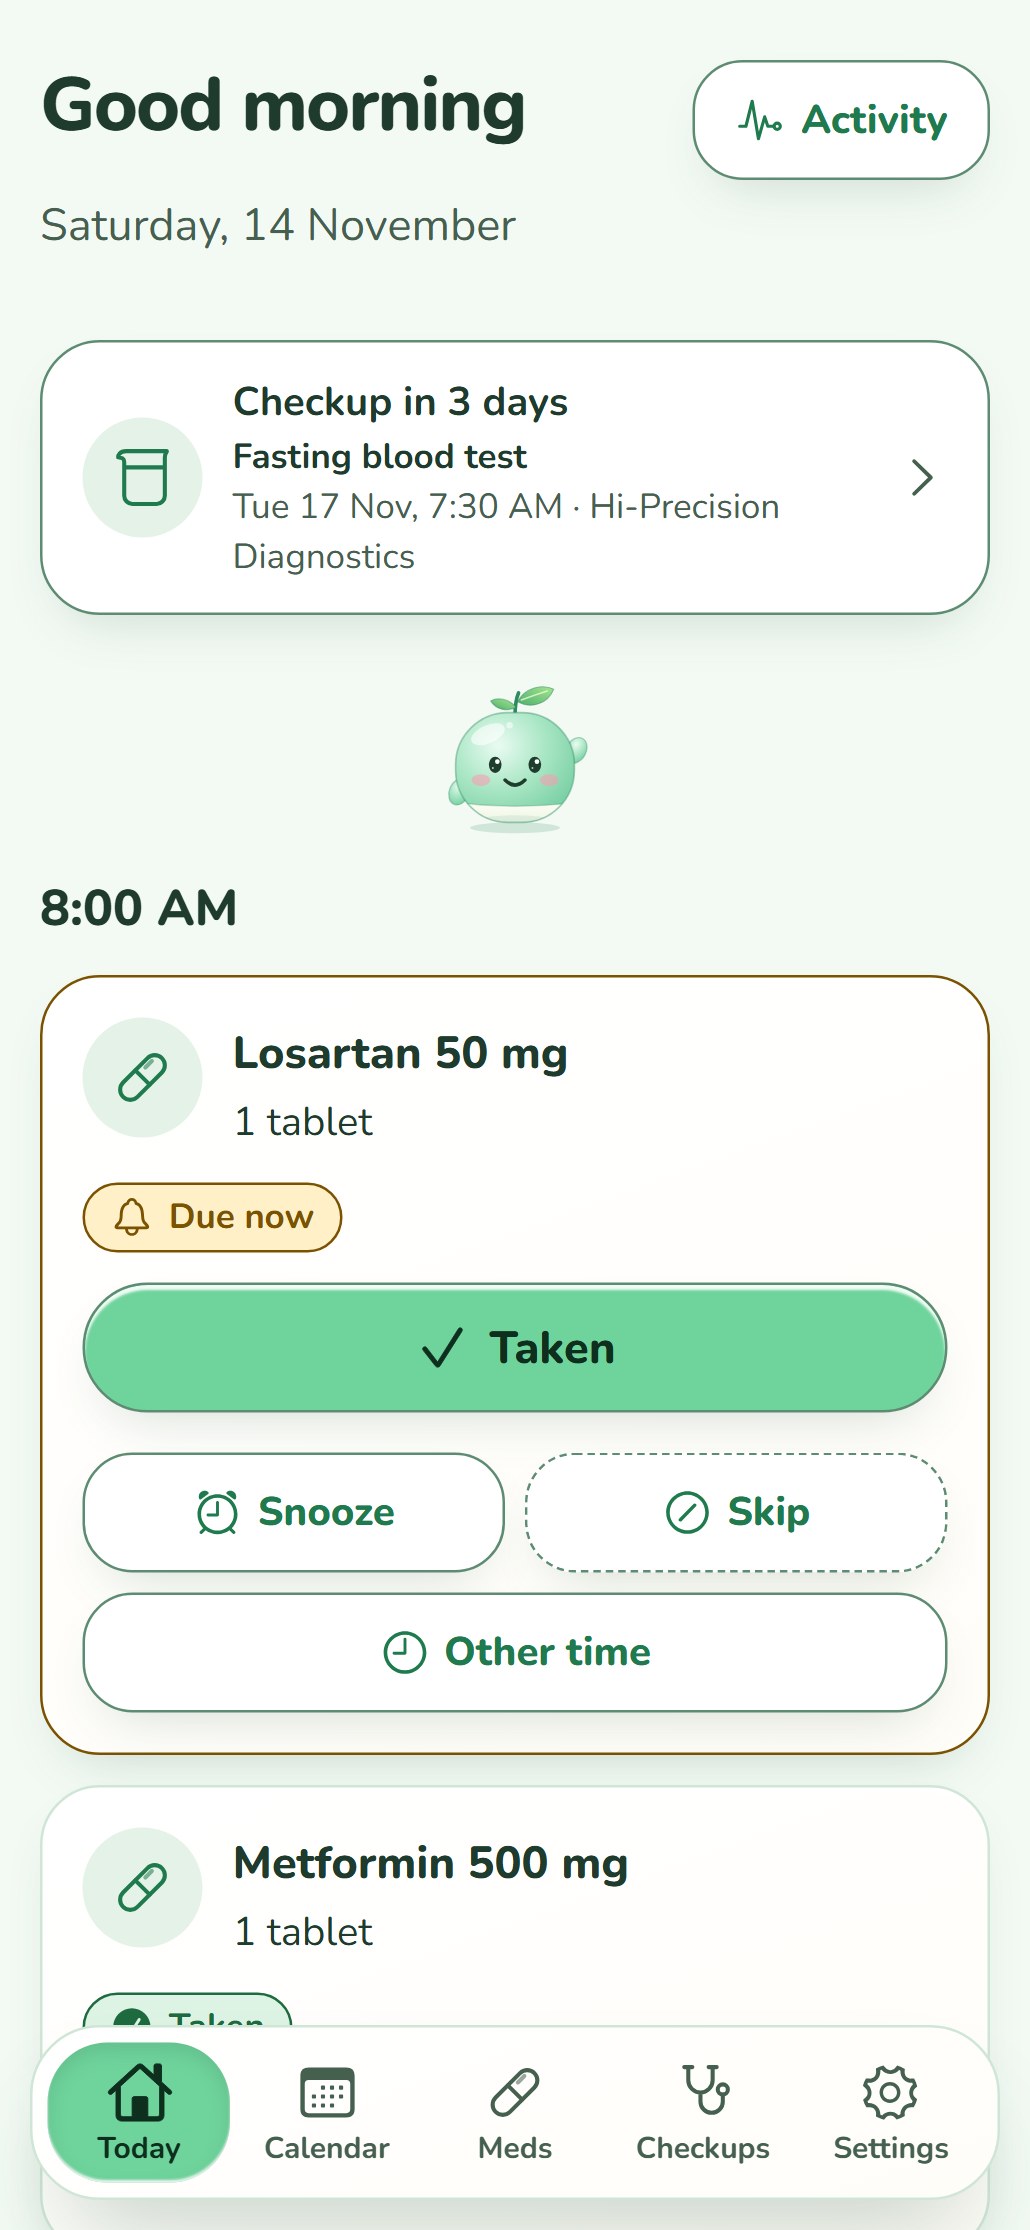 Good morning
Activity
Saturday, 14 November
Checkup in 3 days
Fasting blood test
Tue 17 Nov, 7:30 AM · Hi-Precision
Diagnostics
8:00 AM
Losartan 50 mg
1 tablet
Due now
Taken
Snooze
Skip
Other time
Metformin 500 mg
1 tablet
Taken
Today
Calendar
Meds
Checkups
Settings